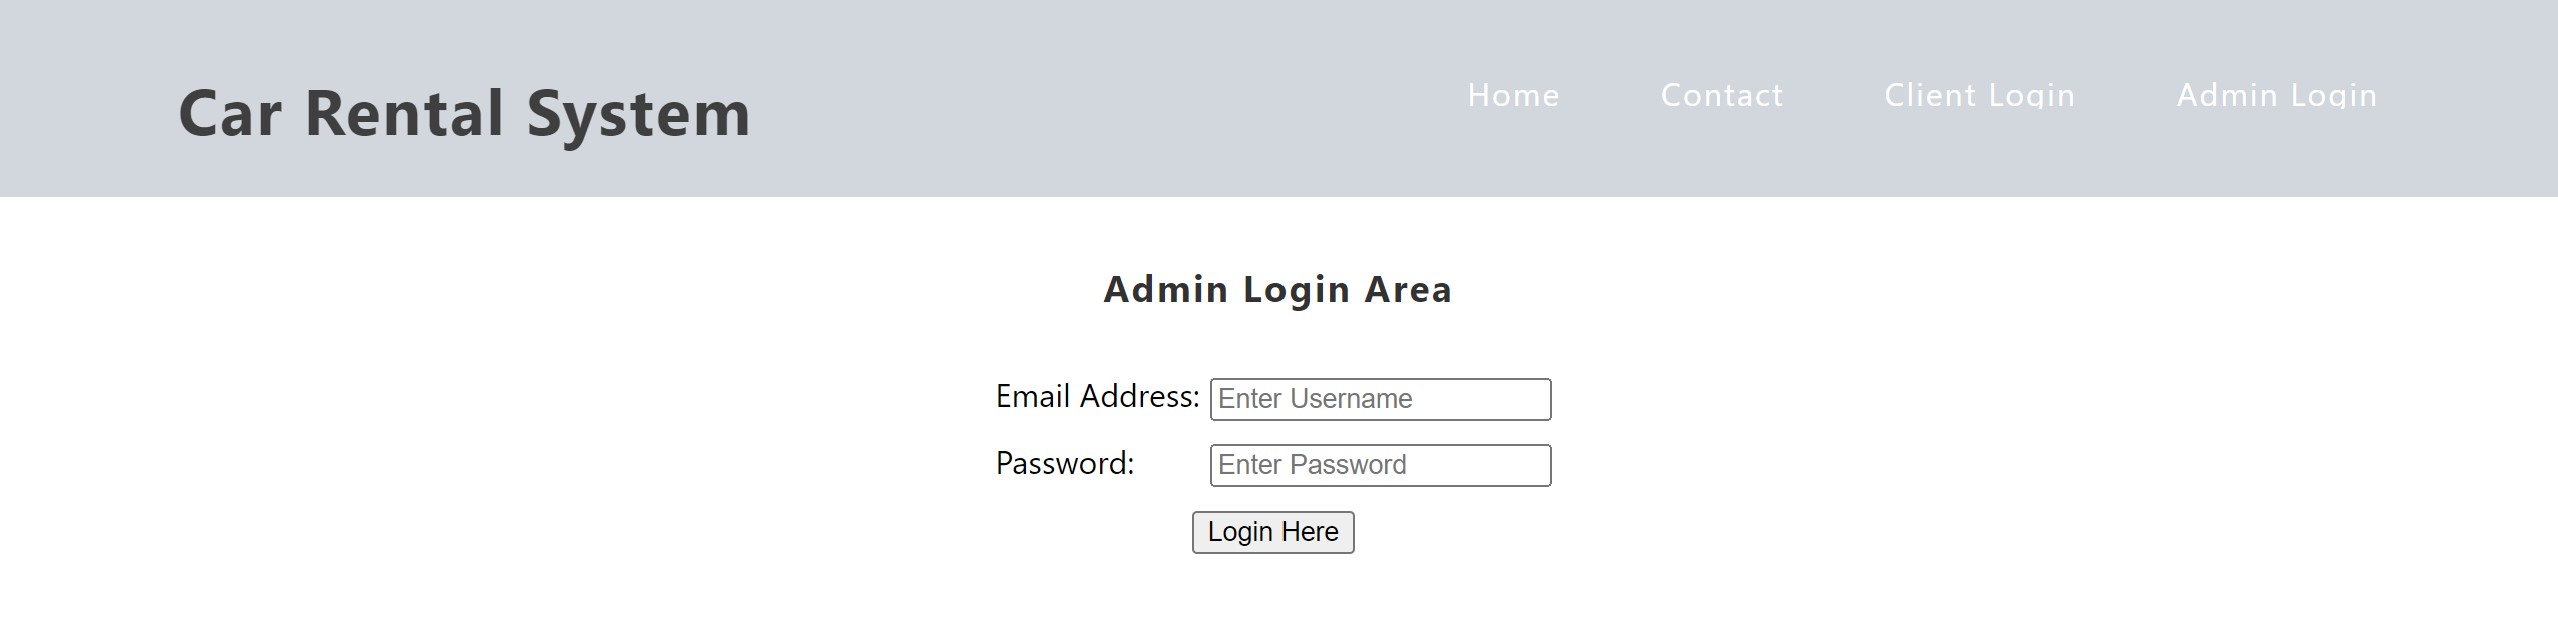 Car Rental System
Home Contact Client Login Admin Login
Admin Login Area
Email Address: Enter Username
Password: Enter Password
Login Here